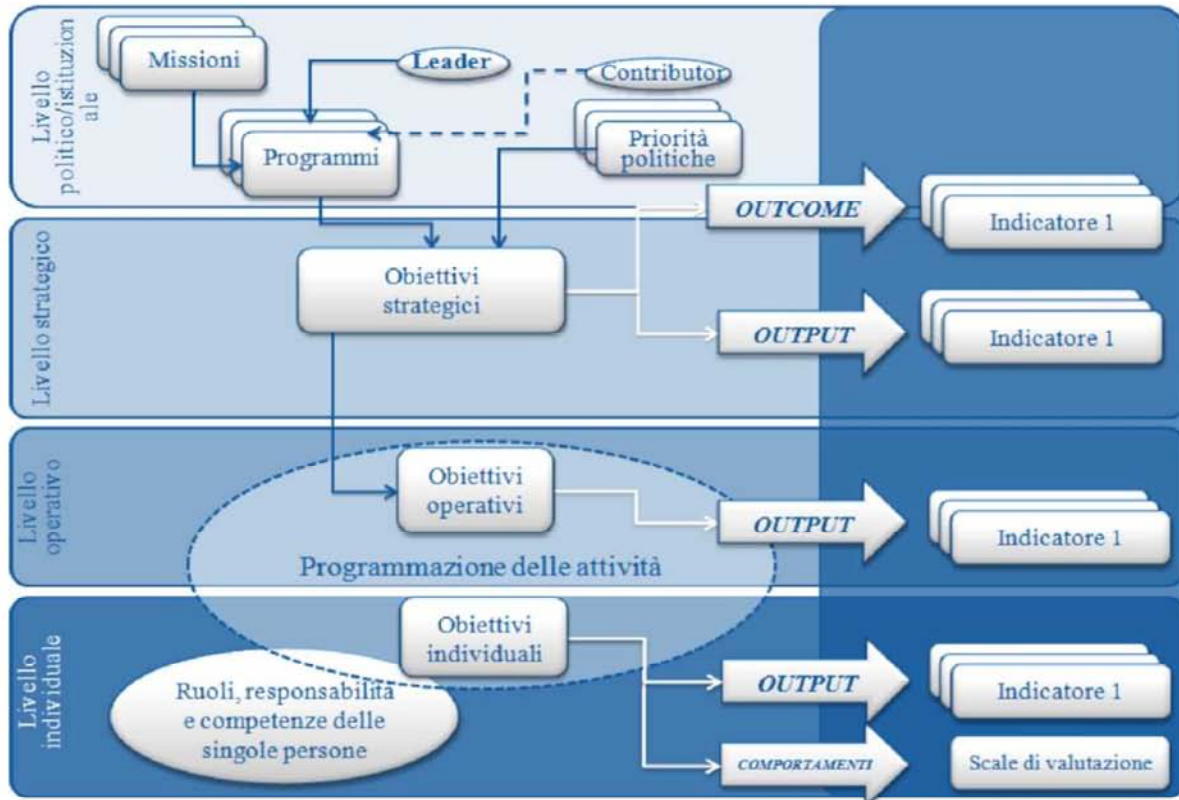 Livello
politico/istituzion
ale
Missioni
Leader
Contributor
Programmi
Priorità
politiche
OUTCOME
Indicatore 1
Livello strategico
Obiettivi
strategici
OUTPUT
Indicatore 1
Livello
operativo
Obiettivi
operativi
OUTPUT
Indicatore 1
Programmazione delle attività
Livello
individuale
Obiettivi
individuali
Ruoli, responsabilità
e competenze delle
singole persone
OUTPUT
Indicatore 1
COMPORTAMENTI
Scale di valutazione